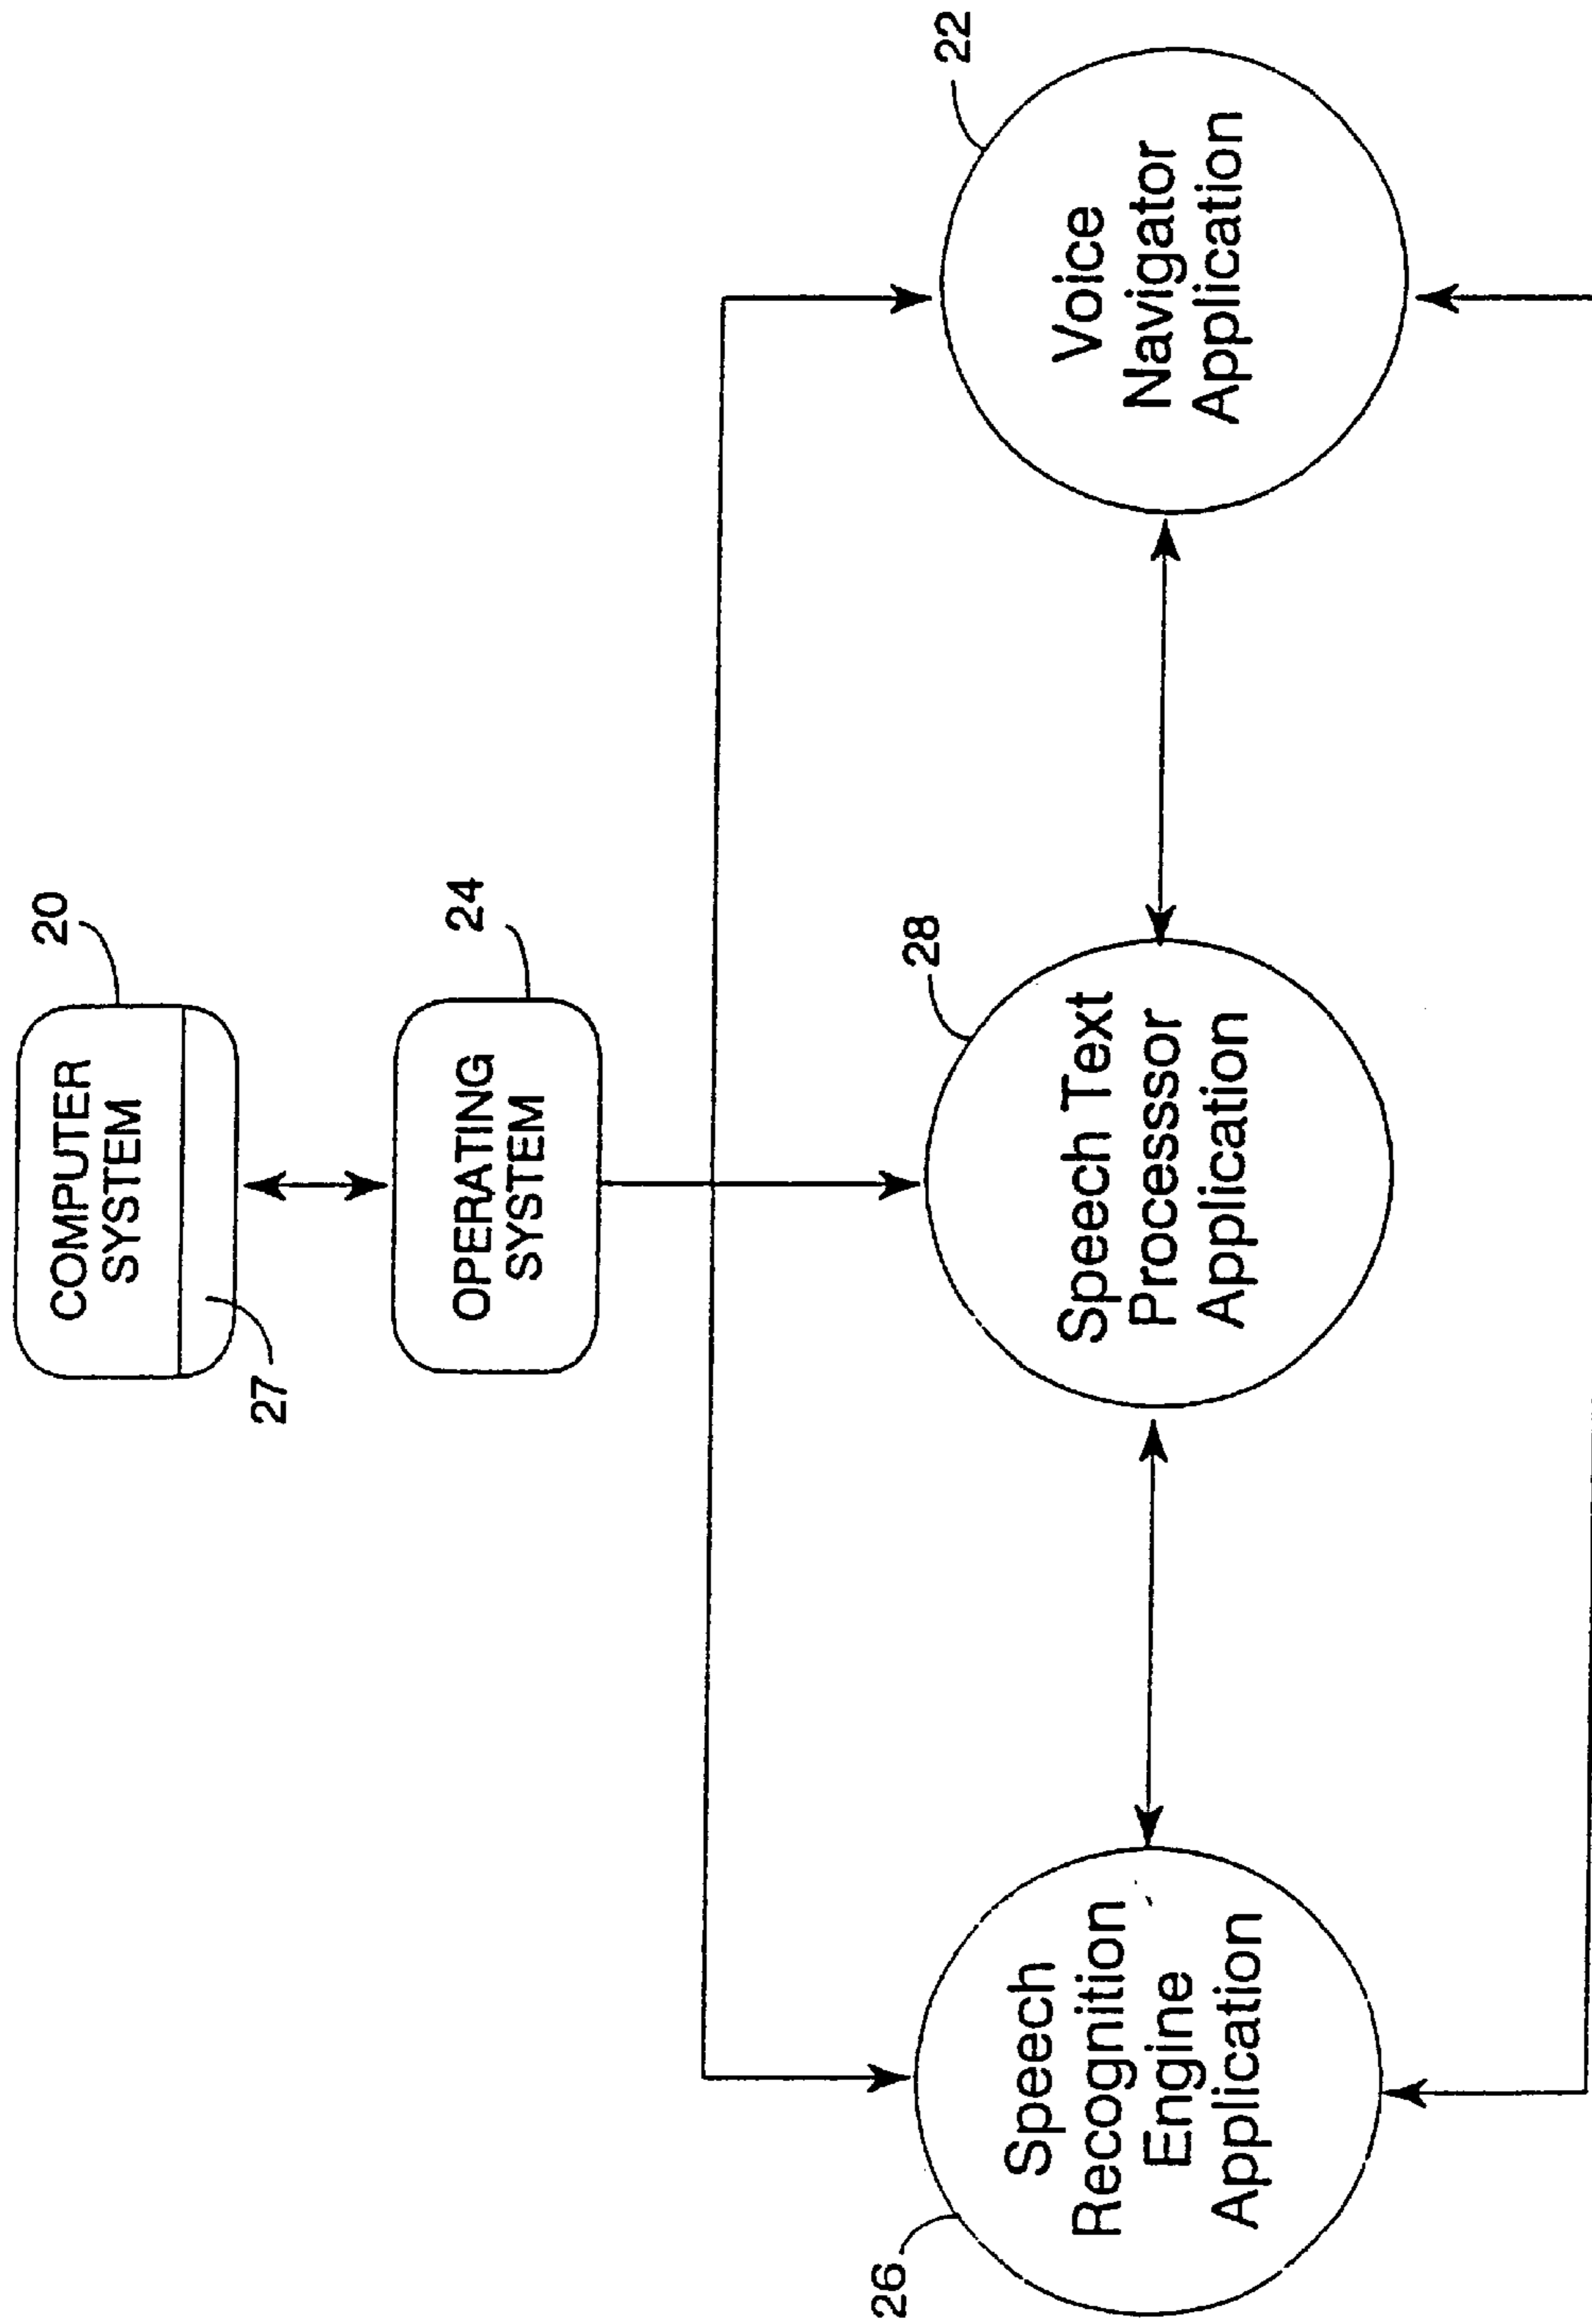 20
COMPUTER
SYSTEM
27
24
OPERATING
SYSTEM
26
Speech
Recognition
Engine
Application
28
Speech Text
Processor
Application
22
Voice
Navigator
Application